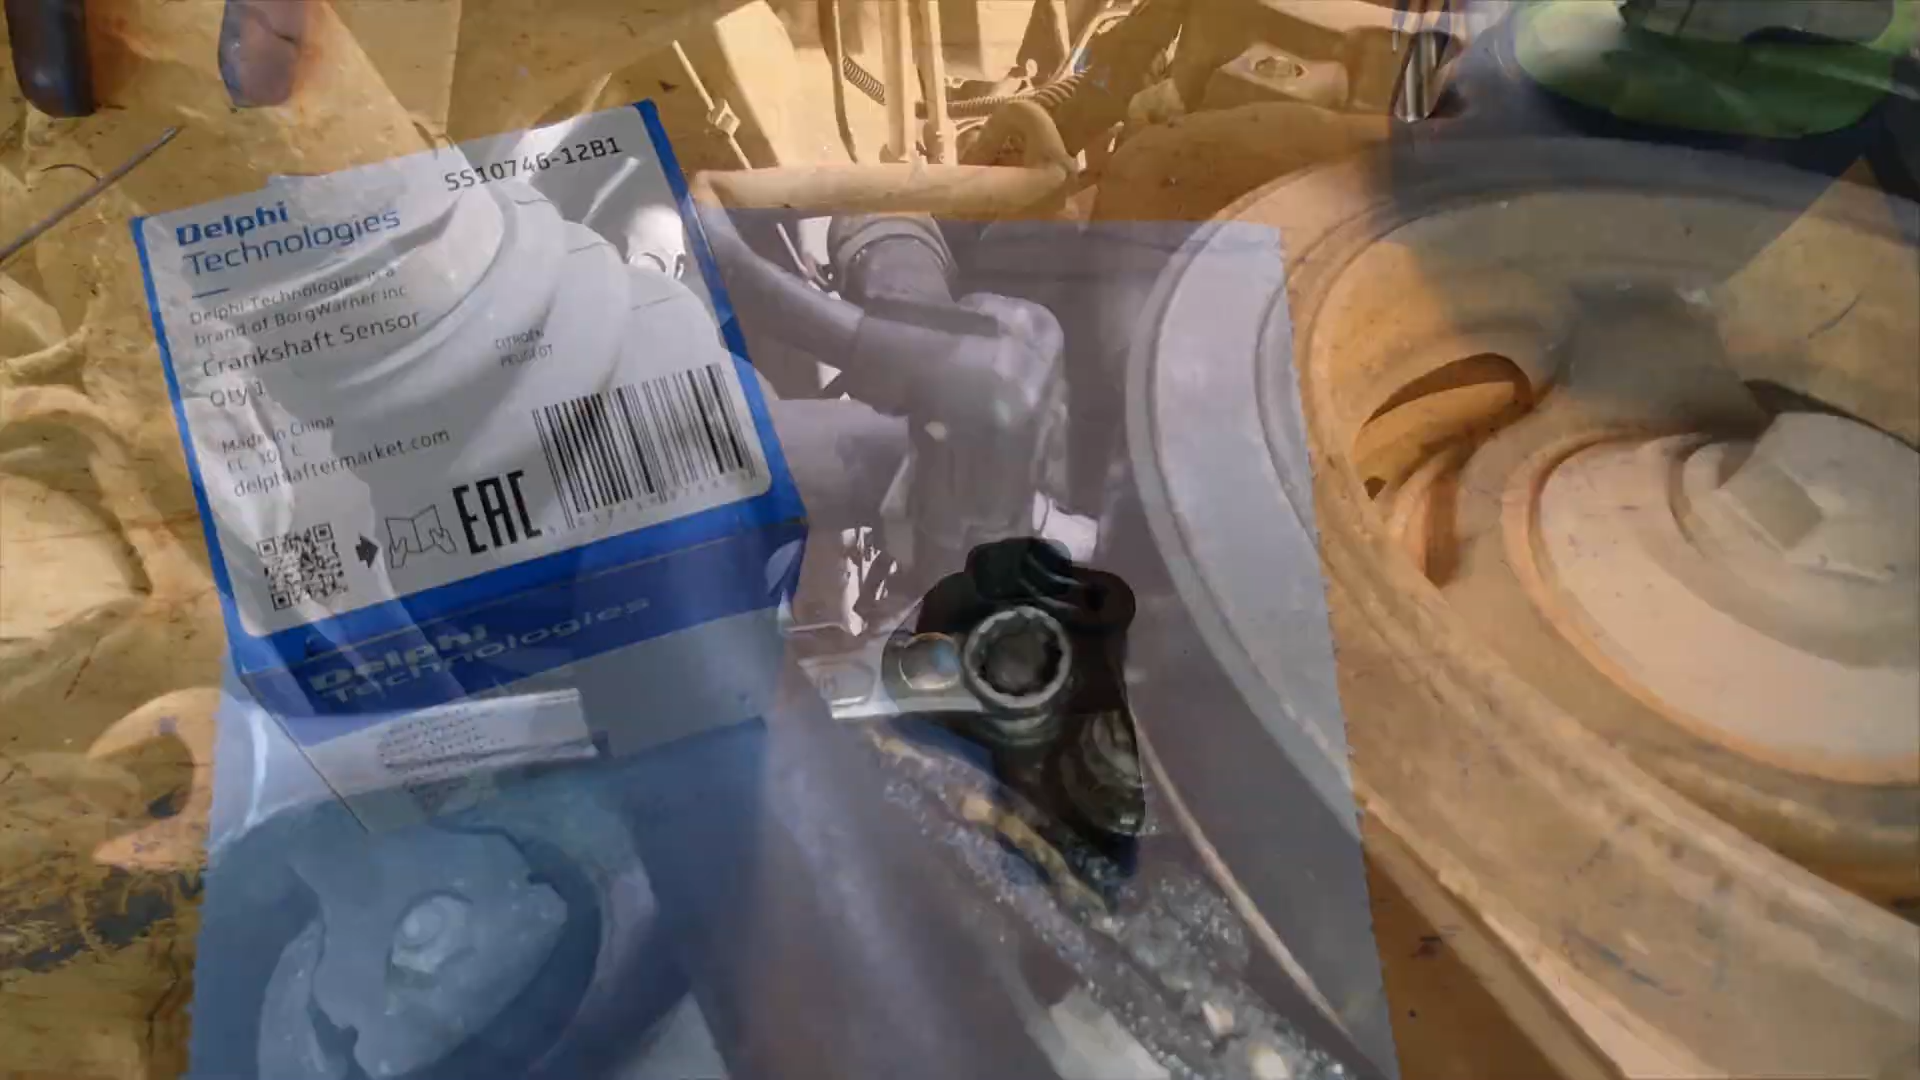 SS10746-12B1
Delphi
Technologies
Delphi Technologies is a
brand of BorgWarner Inc
Crankshaft Sensor
Qty 1
CITROËN
PEUGEOT
Made in China
delphiaftermarket.com
EAC
Delphi
Technologies